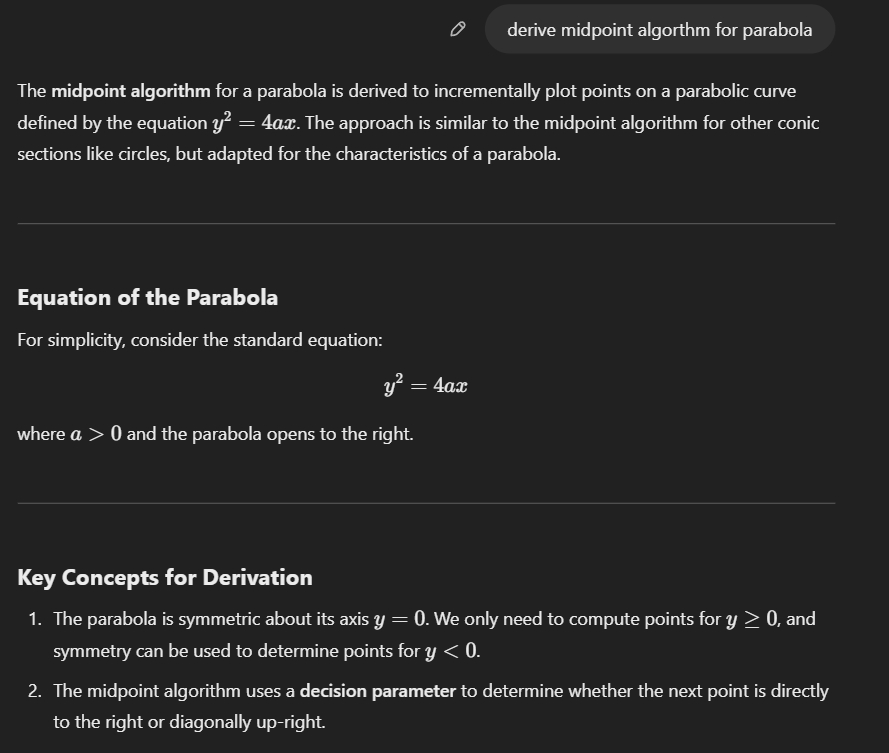 derive midpoint algorthm for parabola
The midpoint algorithm for a parabola is derived to incrementally plot points on a parabolic curve
defined by the equation y² = 4ax. The approach is similar to the midpoint algorithm for other conic
sections like circles, but adapted for the characteristics of a parabola.
Equation of the Parabola
For simplicity, consider the standard equation:
y² = 4ax
where a > 0 and the parabola opens to the right.
Key Concepts for Derivation
1. The parabola is symmetric about its axis y = 0. We only need to compute points for y ≥ 0, and
symmetry can be used to determine points for y < 0.
2. The midpoint algorithm uses a decision parameter to determine whether the next point is directly
to the right or diagonally up-right.